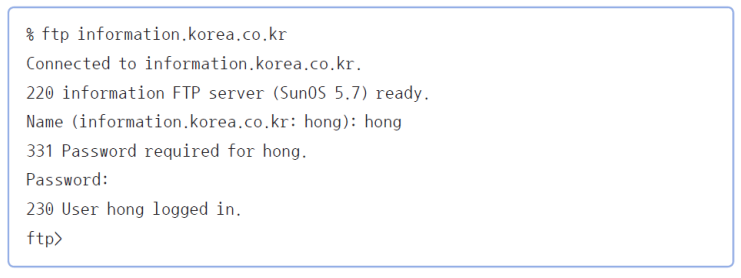 % ftp information.korea.co.kr
Connected to information.korea.co.kr.
220 information FTP server (SunOS 5.7) ready.
Name (information.korea.co.kr: hong): hong
331 Password required for hong.
Password:
230 User hong logged in.
ftp>